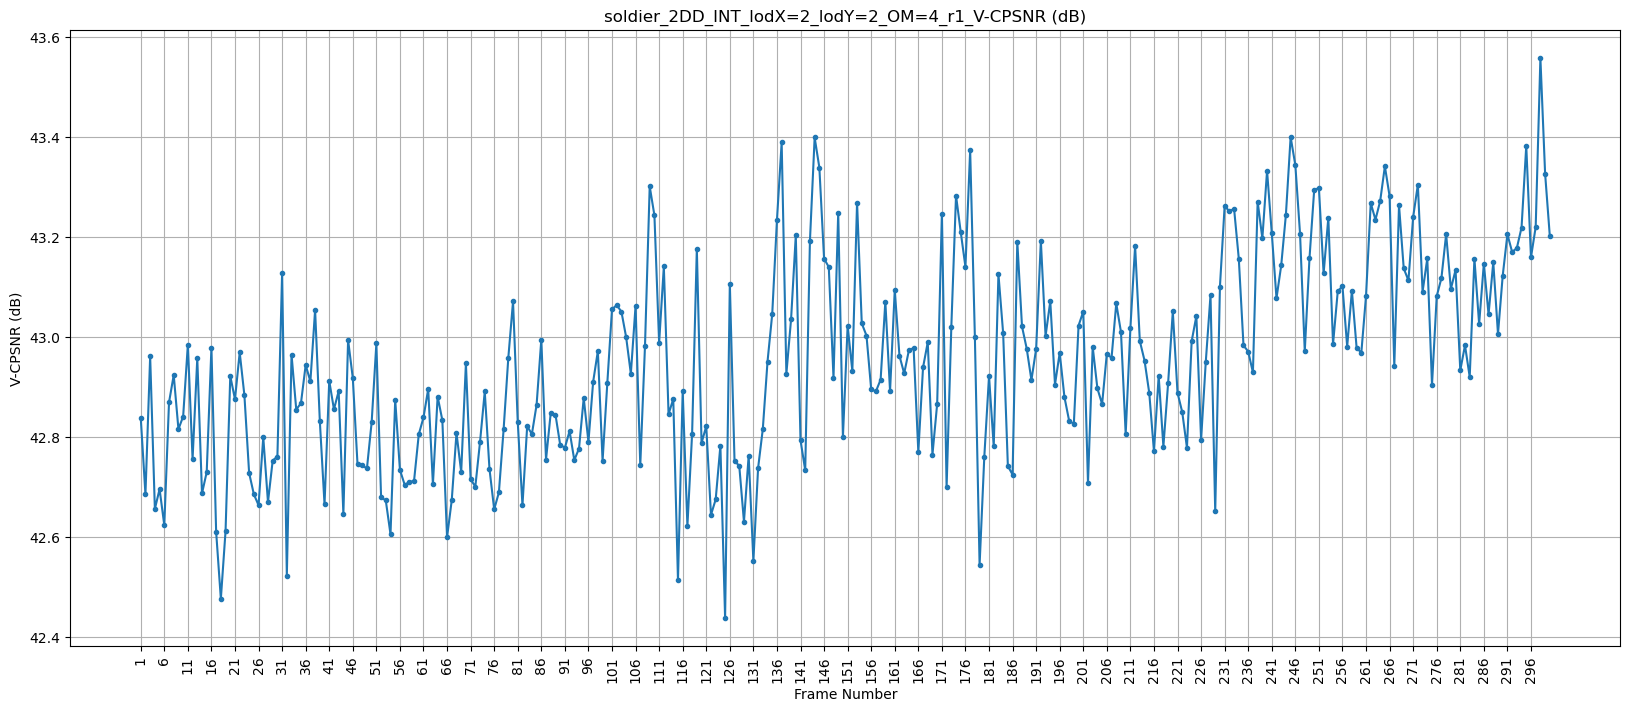 soldier_2DD_INT_lodX=2_lodY=2_OM=4_r1_V-CPSNR (dB)
V-CPSNR (dB)
43.6
43.4
43.2
43.0
42.8
42.6
42.4
1 6 11 16 21 26 31 36 41 46 51 56 61 66 71 76 81 86 91 96 101 106 111 116 121 126 131 136 141 146 151 156 161 166 171 176 181 186 191 196 201 206 211 216 221 226 231 236 241 246 251 256 261 266 271 276 281 286 291 296
Frame Number